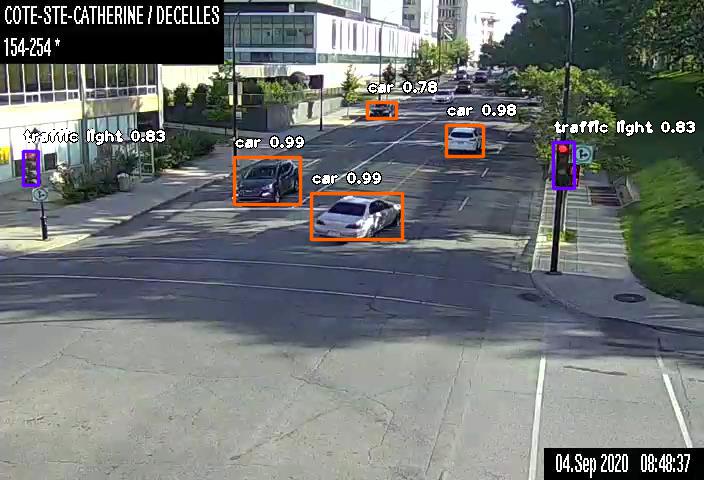 COTE-STE-CATHERINE / DECELLES
154-254 *
car 0.78
car 0.98
traffic light 0.83
traffic light 0.83
car 0.99
car 0.99
04.Sep 2020 08:48:37